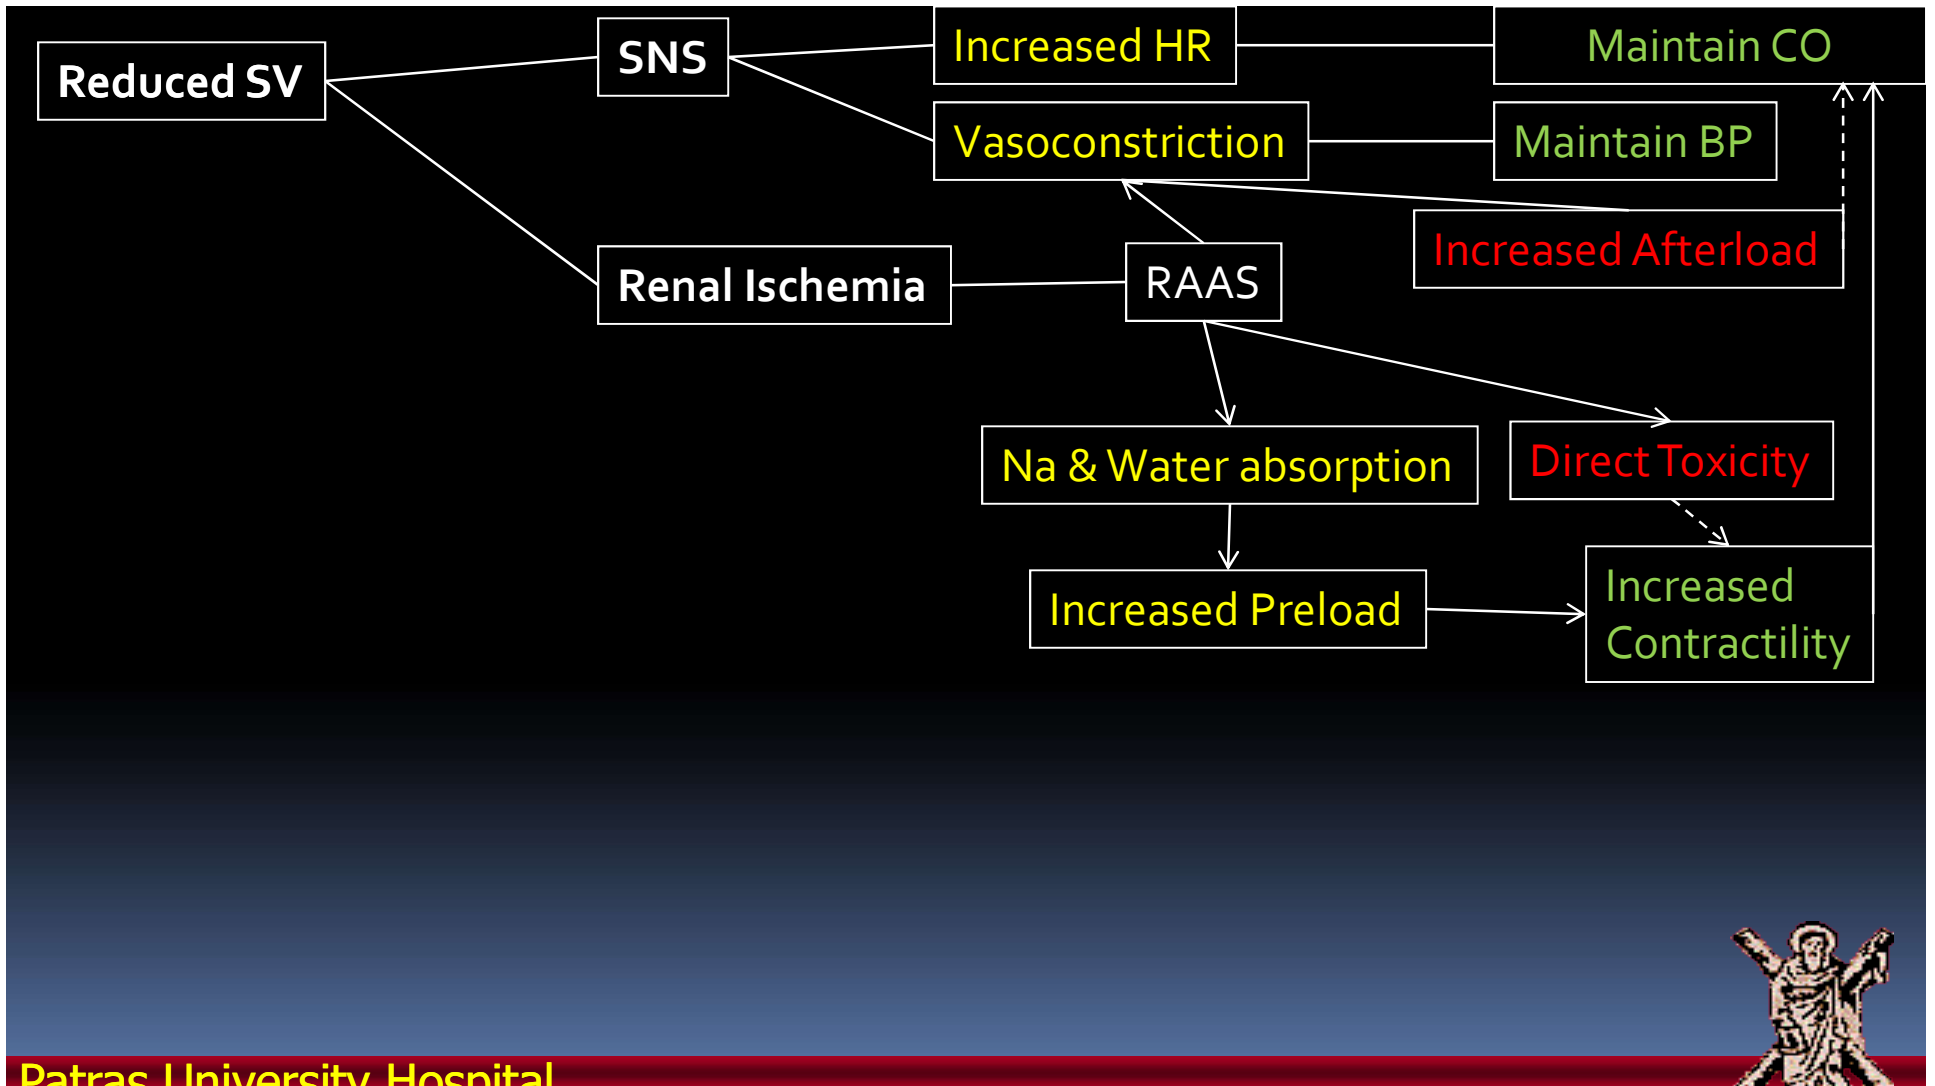 Reduced SV
SNS
Increased HR
Maintain CO
Vasoconstriction
Maintain BP
Increased Afterload
Renal Ischemia
RAAS
Na & Water absorption
Direct Toxicity
Increased Preload
Increased
Contractility
Patras University Hospital